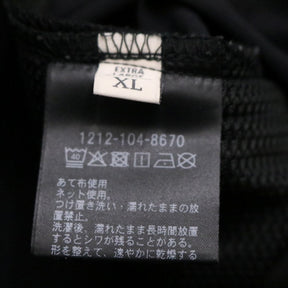 EXTRA
LARGE
XL
1212-104-8670
40
あて布使用
ネット使用。
つけ置き洗い・濡れたままの放
置禁止。
洗濯後、濡れたまま長時間放置
するとシワが残ることがある。
形を整えて、速やかに乾燥する